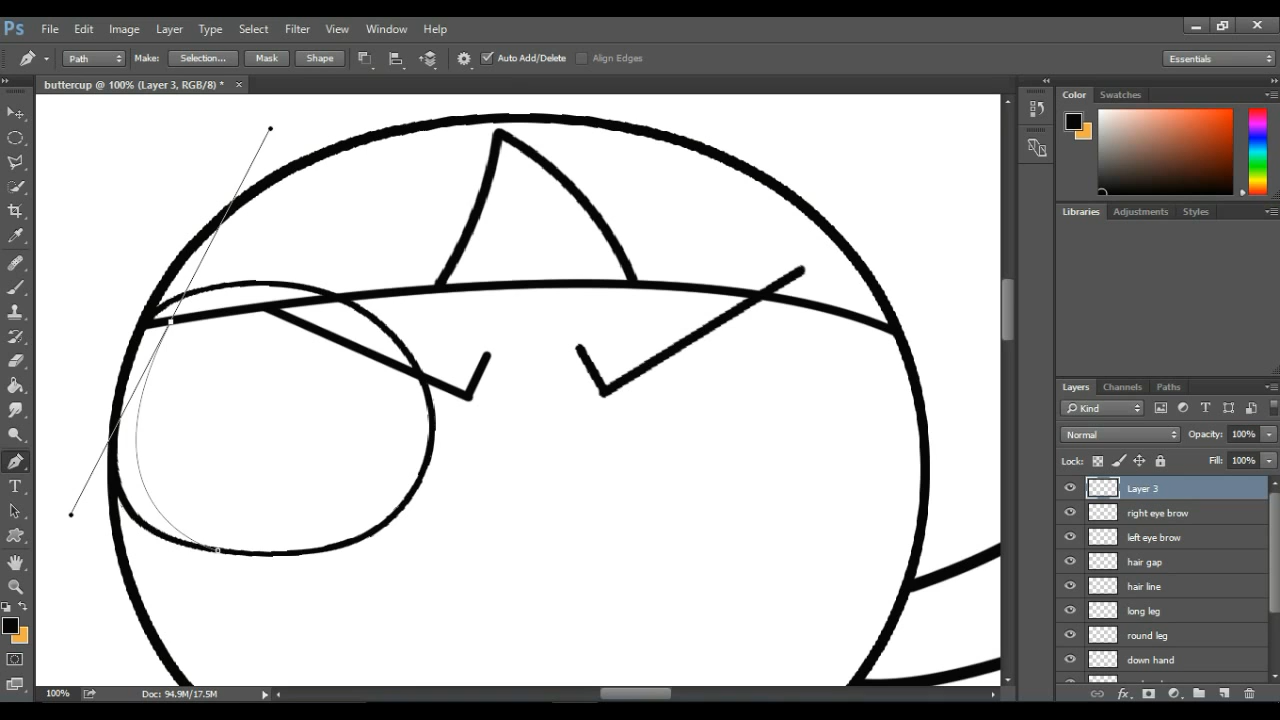 Ps File Edit Image Layer Type Select Filter View Window Help
Path Make: Selection... Mask Shape Auto Add/Delete Align Edges Essentials
buttercup @ 100% (Layer 3, RGB/8) * ×
Color Swatches
Libraries Adjustments Styles
Layers Channels Paths
Kind
Normal Opacity: 100%
Lock: Fill: 100%
Layer 3
right eye brow
left eye brow
hair gap
hair line
long leg
round leg
down hand
100% Doc: 94.9M/17.5M